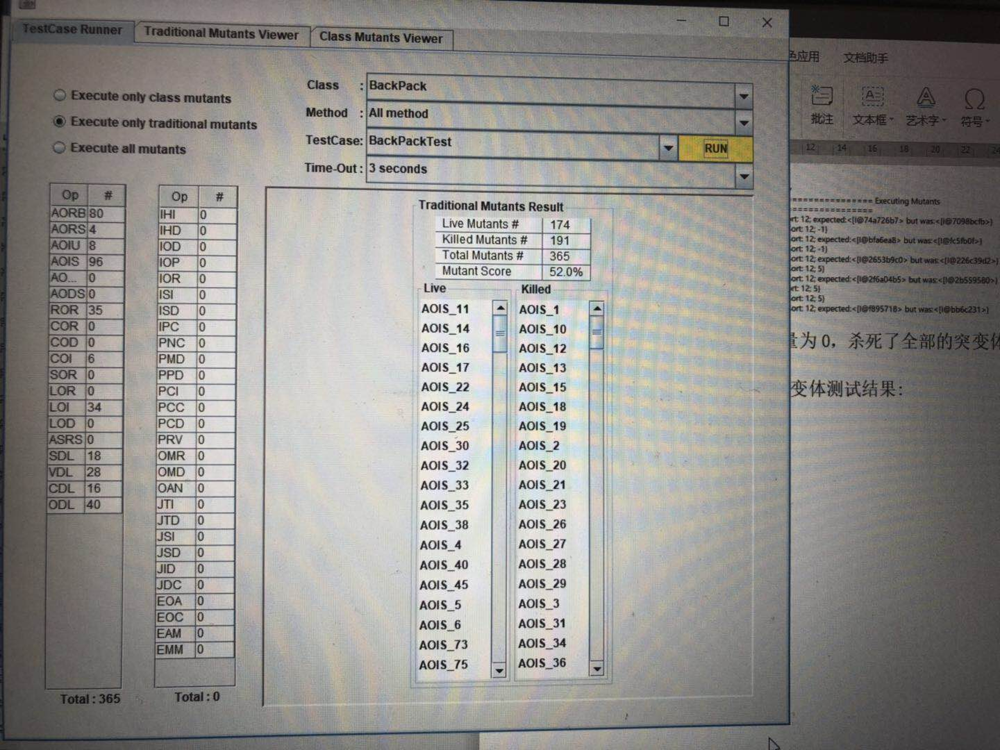 TestCase Runner
Traditional Mutants Viewer
Class Mutants Viewer
Execute only class mutants
Execute only traditional mutants
Execute all mutants
Class : BackPack
Method : All method
TestCase: BackPackTest
RUN
Time-Out : 3 seconds
Op #
AORB 80
AORS 4
AOIU 8
AOIS 96
AO... 0
AODS 0
ROR 35
COR 0
COD 0
COI 6
SOR 0
LOR 0
LOI 34
LOD 0
ASRS 0
SDL 18
VDL 28
CDL 16
ODL 40
Total : 365
Op #
IHI 0
IHD 0
IOD 0
IOP 0
IOR 0
ISI 0
ISD 0
IPC 0
PNC 0
PMD 0
PPD 0
PCI 0
PCC 0
PCD 0
PRV 0
OMR 0
OMD 0
OAN 0
JTI 0
JTD 0
JSI 0
JSD 0
JID 0
JDC 0
EOA 0
EOC 0
EAM 0
EMM 0
Total : 0
Traditional Mutants Result
Live Mutants # 174
Killed Mutants # 191
Total Mutants # 365
Mutant Score 52.0%
Live
AOIS_11
AOIS_14
AOIS_16
AOIS_17
AOIS_22
AOIS_24
AOIS_25
AOIS_30
AOIS_32
AOIS_33
AOIS_35
AOIS_38
AOIS_4
AOIS_40
AOIS_45
AOIS_5
AOIS_6
AOIS_73
AOIS_75
Killed
AOIS_1
AOIS_10
AOIS_12
AOIS_13
AOIS_15
AOIS_18
AOIS_19
AOIS_2
AOIS_20
AOIS_21
AOIS_23
AOIS_26
AOIS_27
AOIS_28
AOIS_29
AOIS_3
AOIS_31
AOIS_34
AOIS_36
色应用 文档助手
批注 文本框 艺术字 符号
12 14 16 18 20 22 24
=============== Executing Mutants
===============
rt: 12; expected:<[I@74a726b7> but was:<[I@7098bcfb>}
ort: 12; -1}
ort: 12; expected:<[I@bfa6ea8> but was:<[I@fc5fb0f>}
ort: 12; -1}
ort: 12; expected:<[I@2653b9c0> but was:<[I@226c39d2>}
ort: 12; 5}
ort: 12; expected:<[I@2f6a04b5> but was:<[I@2b559580>}
rt: 12; 5}
ort: 12; 5}
ort: 12; expected:<[I@f895718> but was:<[I@bb6c231>}
量为 0，杀死了全部的突变体
变体测试结果: